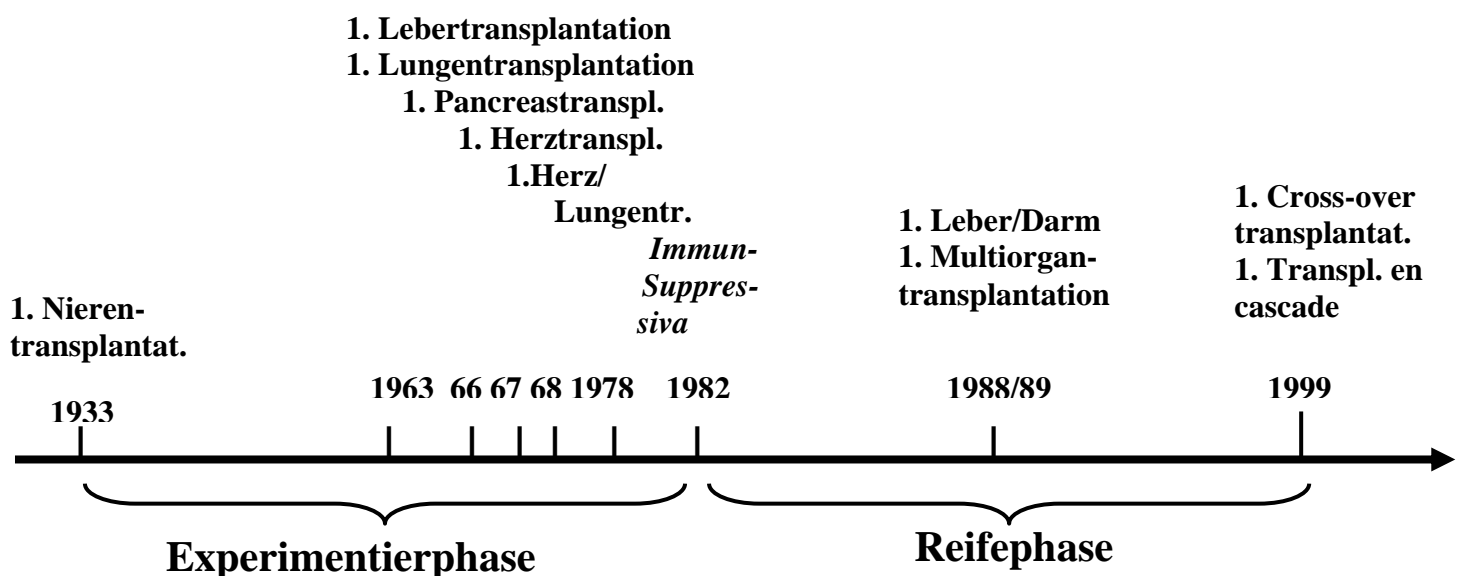 1. Lebertransplantation
1. Lungentransplantation
1. Pancreastranspl.
1. Herztranspl.
1.Herz/
Lungentr.
Immun-
Suppres-
siva
1. Leber/Darm
1. Multiorgan-
transplantation
1. Cross-over
transplantat.
1. Transpl. en
cascade
1. Nieren-
transplantat.
1933
1963 66 67 68 1978 1982 1988/89 1999
Experimentierphase
Reifephase